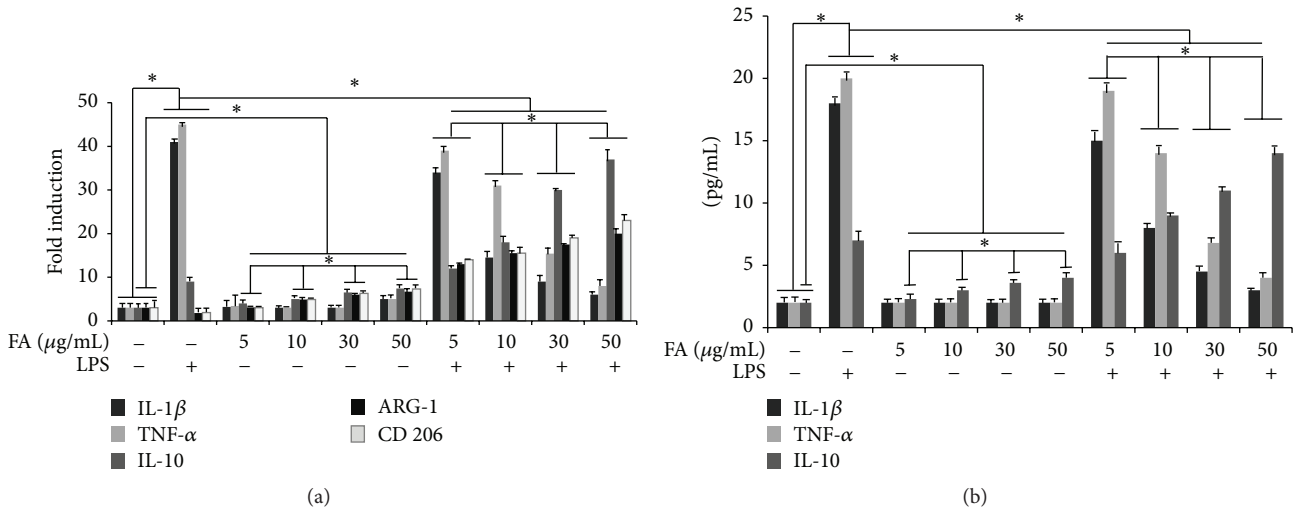 50
40
30
20
10
0
Fold induction
*
*
*
*
*
FA (μg/mL) – – 5 10 30 50 5 10 30 50
LPS – + – – – – + + + +
IL-1β
TNF-α
IL-10
ARG-1
CD 206
(a)
25
20
15
10
5
0
(pg/mL)
*
*
*
*
*
FA (μg/mL) – – 5 10 30 50 5 10 30 50
LPS – + – – – – + + + +
IL-1β
TNF-α
IL-10
(b)